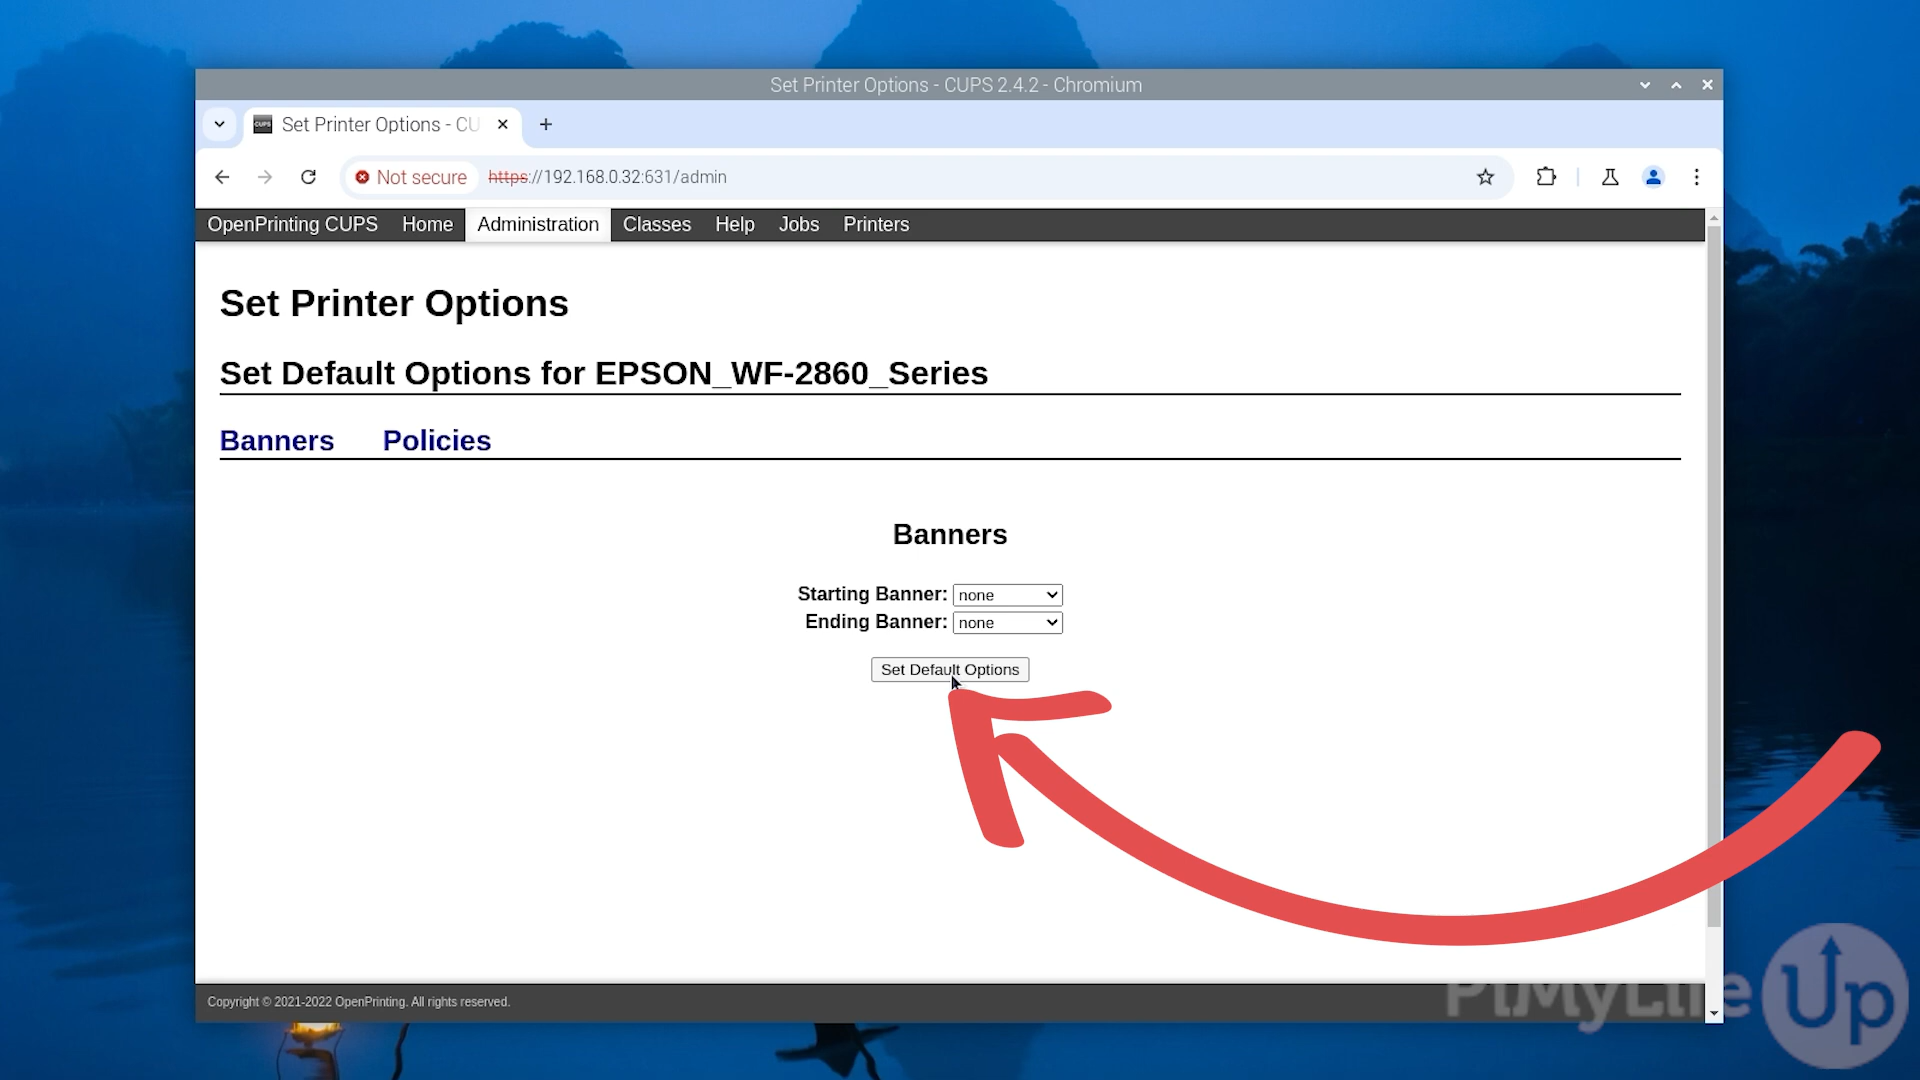 Set Printer Options - CUPS 2.4.2 - Chromium
CUPS Set Printer Options - CU
Not secure https://192.168.0.32:631/admin
OpenPrinting CUPS Home Administration Classes Help Jobs Printers
Set Printer Options
Set Default Options for EPSON_WF-2860_Series
Banners Policies
Banners
Starting Banner: none
Ending Banner: none
Set Default Options
Copyright © 2021-2022 OpenPrinting. All rights reserved.
PiMyLife Up